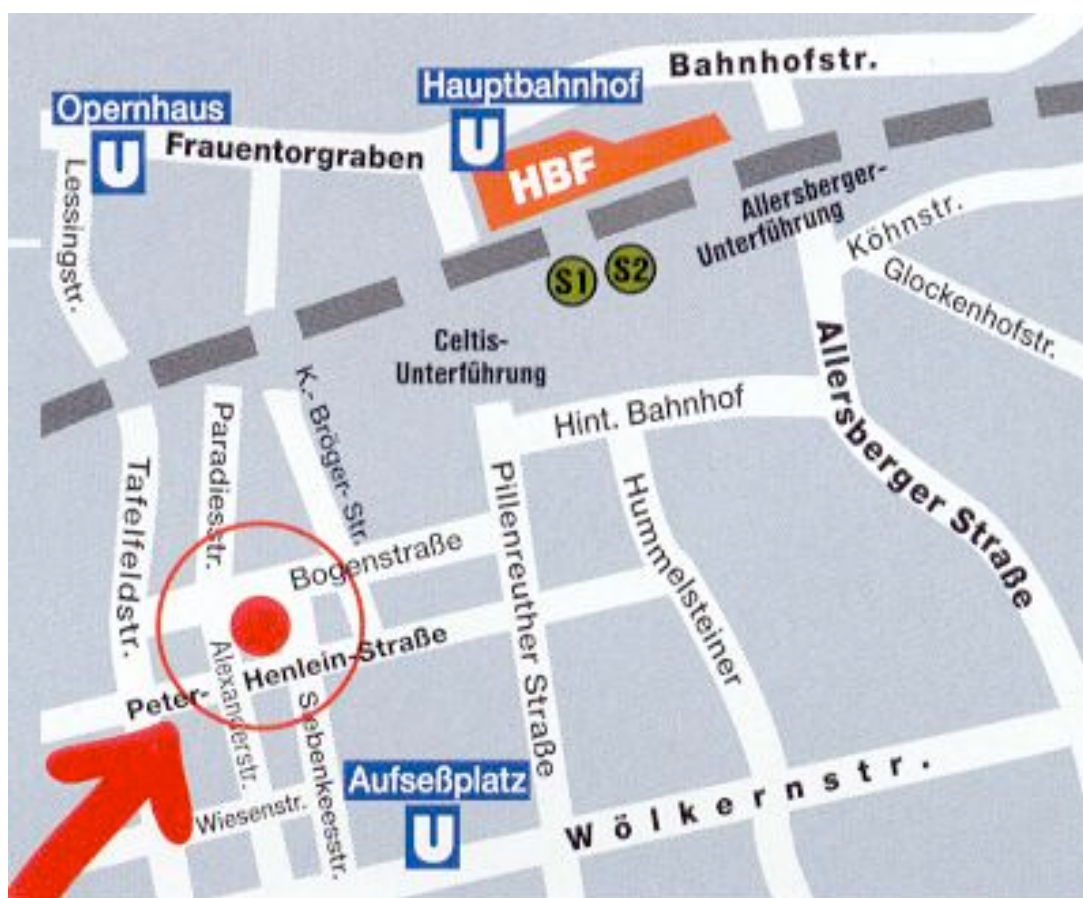 Bahnhofstr.
Hauptbahnhof
U
Opernhaus
U
Frauentorgraben
HBF
Lessingstr.
Allersberger-
Unterführung
Köhnstr.
Glockenhofstr.
S1
S2
Celtis-
Unterführung
Allersberger Straße
K.- Bröger- Str.
Paradiesstr.
Hint. Bahnhof
Tafelfeldstr.
Pillenreuther Straße
Hummelsteiner
Bogenstraße
Peter- Henlein-Straße
Alexanderstr.
Siebenkeesstr.
Wiesenstr.
Aufseßplatz
U
Wölkernstr.